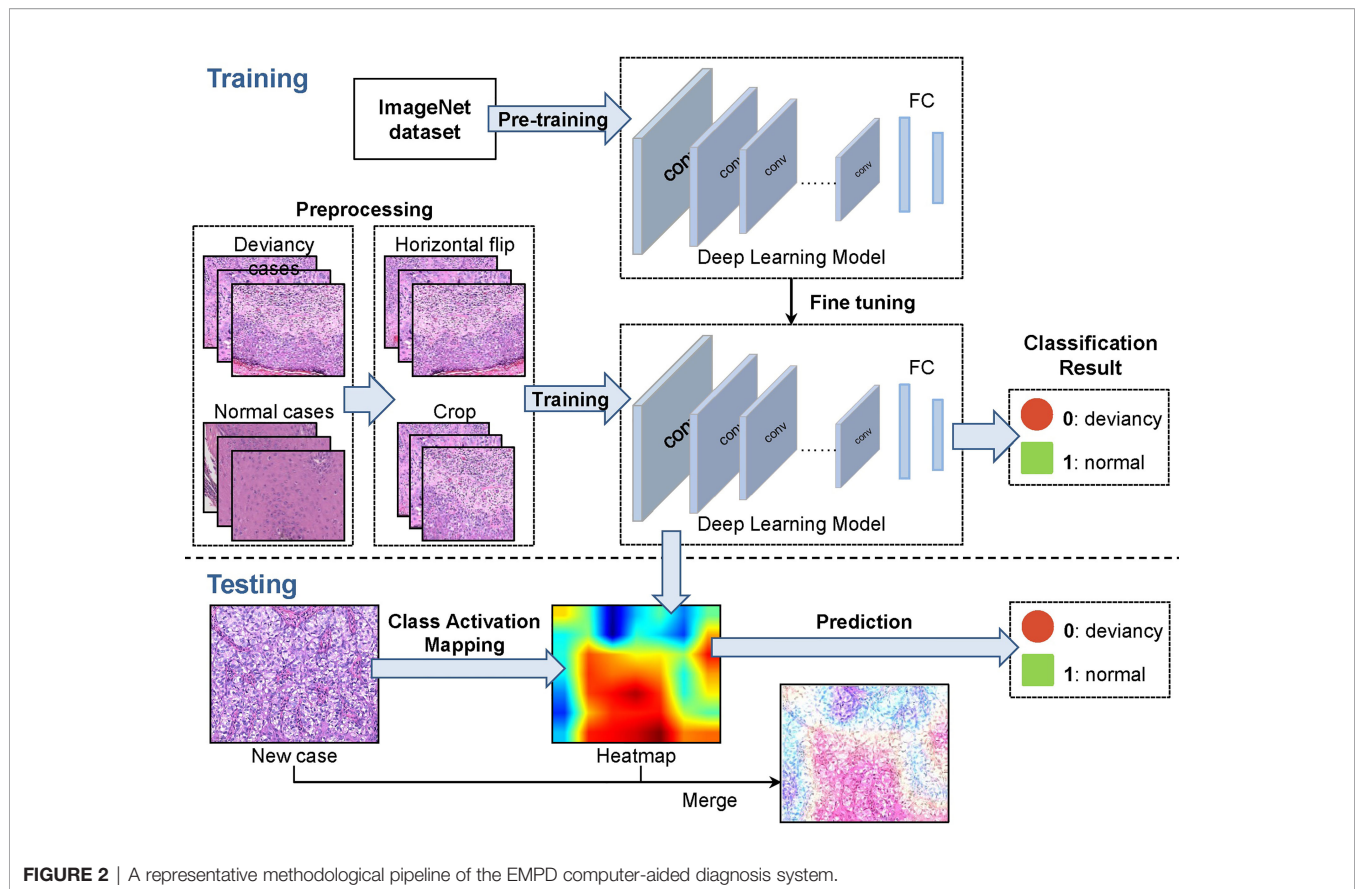 Training
ImageNet
dataset
Pre-training
FC
conv
conv
conv
......
conv
Deep Learning Model
Preprocessing
Deviancy
cases
Horizontal flip
Fine tuning
Normal cases
Crop
Training
FC
conv
conv
conv
......
conv
Deep Learning Model
Classification
Result
0: deviancy
1: normal
Testing
Class Activation
Mapping
Prediction
0: deviancy
1: normal
New case
Heatmap
Merge
FIGURE 2 | A representative methodological pipeline of the EMPD computer-aided diagnosis system.